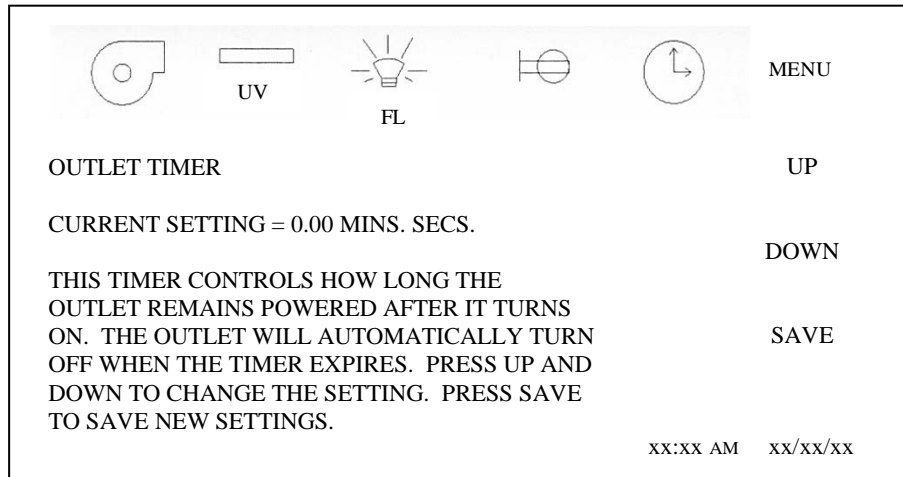 UV
FL
MENU
OUTLET TIMER
UP
CURRENT SETTING = 0.00 MINS. SECS.
DOWN
THIS TIMER CONTROLS HOW LONG THE
OUTLET REMAINS POWERED AFTER IT TURNS
ON. THE OUTLET WILL AUTOMATICALLY TURN
SAVE
OFF WHEN THE TIMER EXPIRES. PRESS UP AND
DOWN TO CHANGE THE SETTING. PRESS SAVE
TO SAVE NEW SETTINGS.
xx:xx AM xx/xx/xx